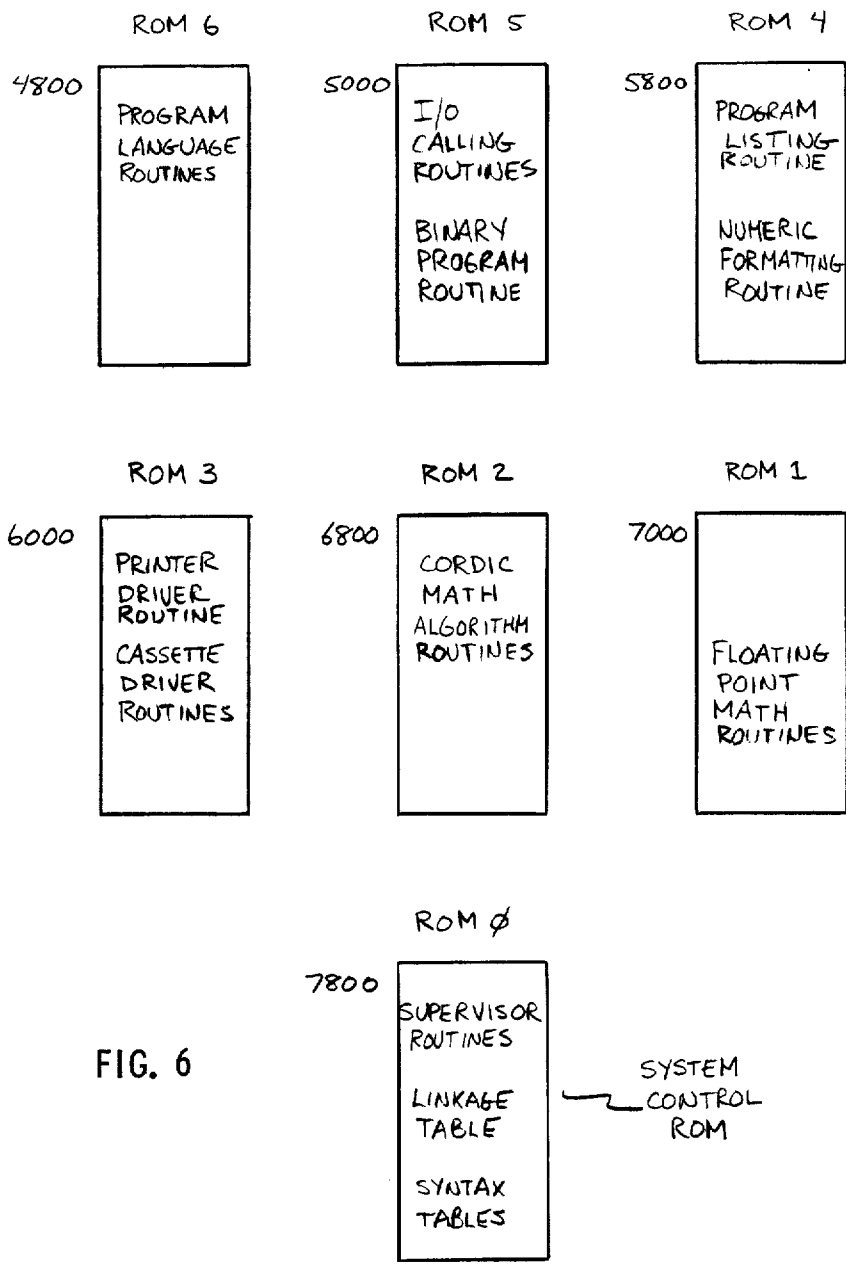 ROM 6
4800
PROGRAM
LANGUAGE
ROUTINES
ROM 5
5000
I/O
CALLING
ROUTINES
BINARY
PROGRAM
ROUTINE
ROM 4
5800
PROGRAM
LISTING
ROUTINE
NUMERIC
FORMATTING
ROUTINE
ROM 3
6000
PRINTER
DRIVER
ROUTINE
CASSETTE
DRIVER
ROUTINES
ROM 2
6800
CORDIC
MATH
ALGORITHM
ROUTINES
ROM 1
7000
FLOATING
POINT
MATH
ROUTINES
ROM Ø
7800
SUPERVISOR
ROUTINES
LINKAGE
TABLE
SYNTAX
TABLES
SYSTEM
CONTROL
ROM
FIG. 6